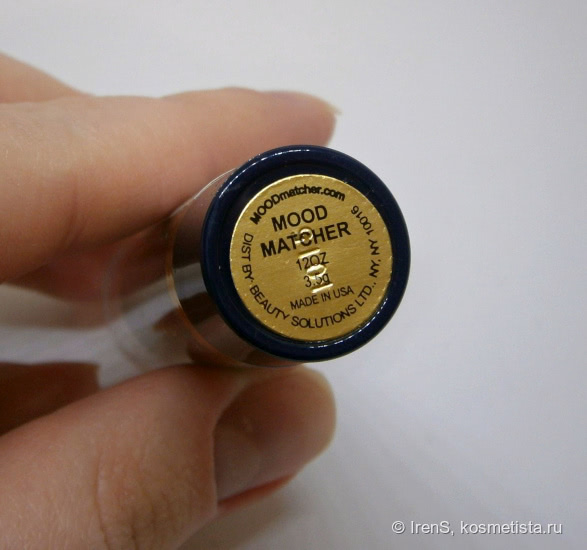 MOODmatcher.com
MOOD
MATCHER
12OZ
3,5g
MADE IN USA
DIST.BY BEAUTY SOLUTIONS LTD., NY, NY 10016
© IrenS, kosmetista.ru